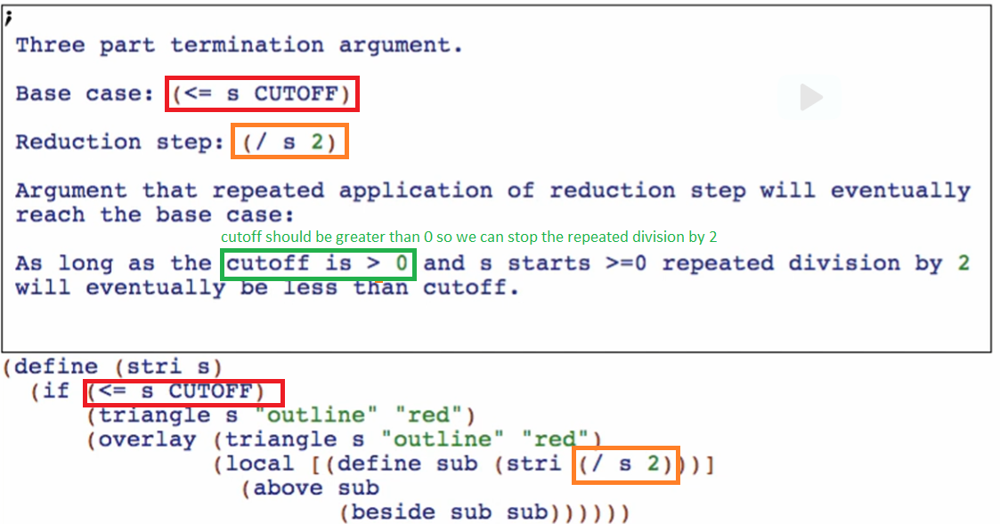 ;
Three part termination argument.
Base case: (<= s CUTOFF)
Reduction step: (/ s 2)
Argument that repeated application of reduction step will eventually
reach the base case:
cutoff should be greater than 0 so we can stop the repeated division by 2
As long as the cutoff is > 0 and s starts >=0 repeated division by 2
will eventually be less than cutoff.
(define (stri s)
(if (<= s CUTOFF)
(triangle s "outline" "red")
(overlay (triangle s "outline" "red")
(local [(define sub (stri (/ s 2)))]
(above sub
(beside sub sub))))))